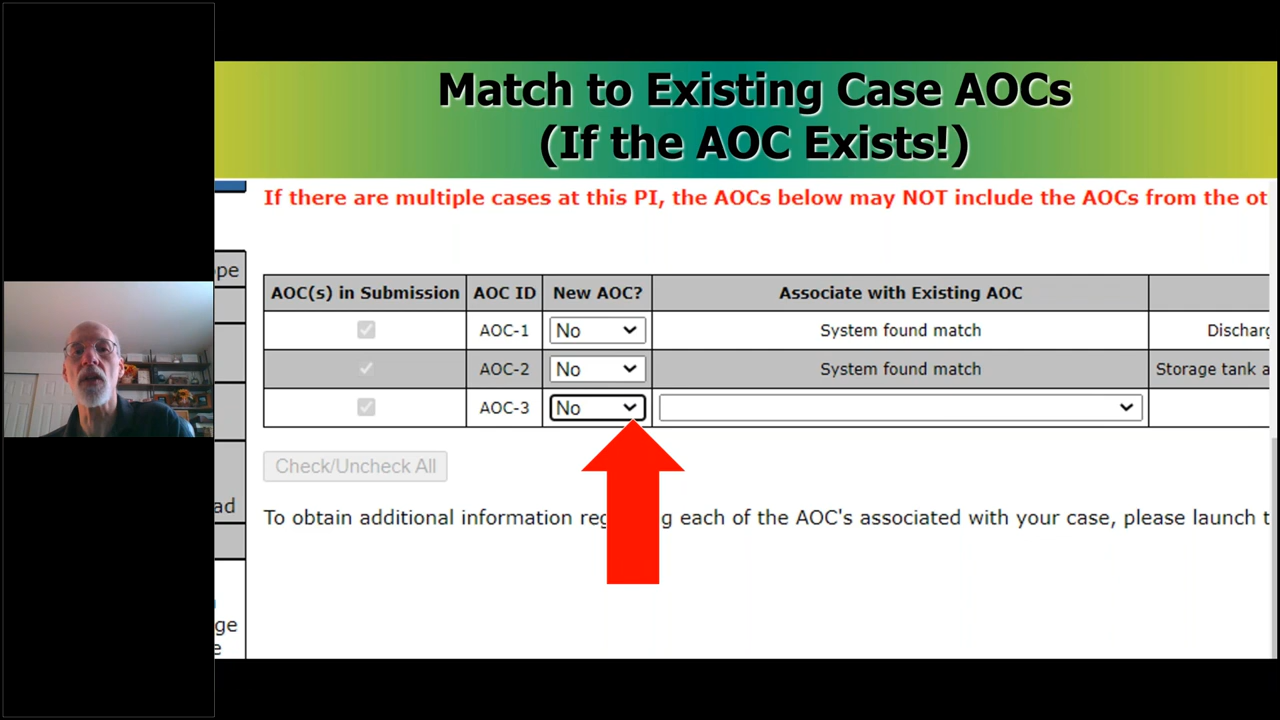 Match to Existing Case AOCs
(If the AOC Exists!)
If there are multiple cases at this PI, the AOCs below may NOT include the AOCs from the ot
ope
AOC(s) in Submission AOC ID New AOC? Associate with Existing AOC
AOC-1 No System found match Discharg
AOC-2 No System found match Storage tank a
AOC-3 No
Check/Uncheck All
ad
To obtain additional information reg g each of the AOC's associated with your case, please launch t
ge
e